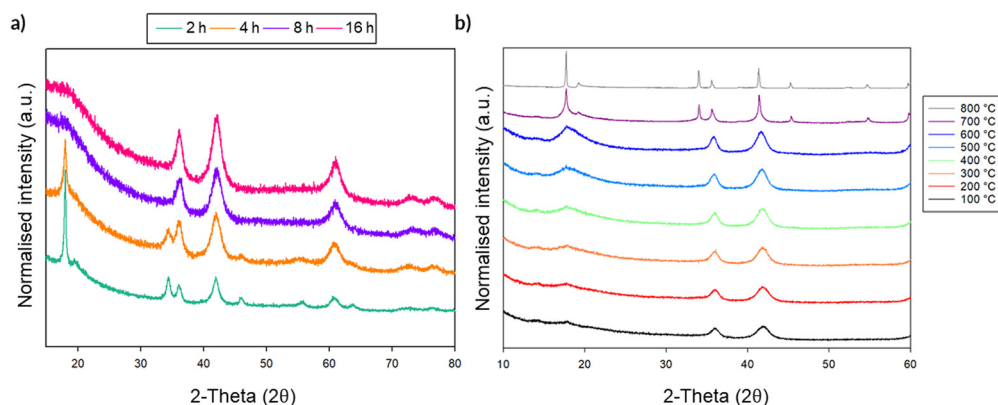 a)
2 h 4 h 8 h 16 h
Normalised intensity (a.u.)
20 30 40 50 60 70 80
2-Theta (2θ)
b)
Normalised intensity (a.u.)
10 20 30 40 50 60
2-Theta (2θ)
800 °C
700 °C
600 °C
500 °C
400 °C
300 °C
200 °C
100 °C